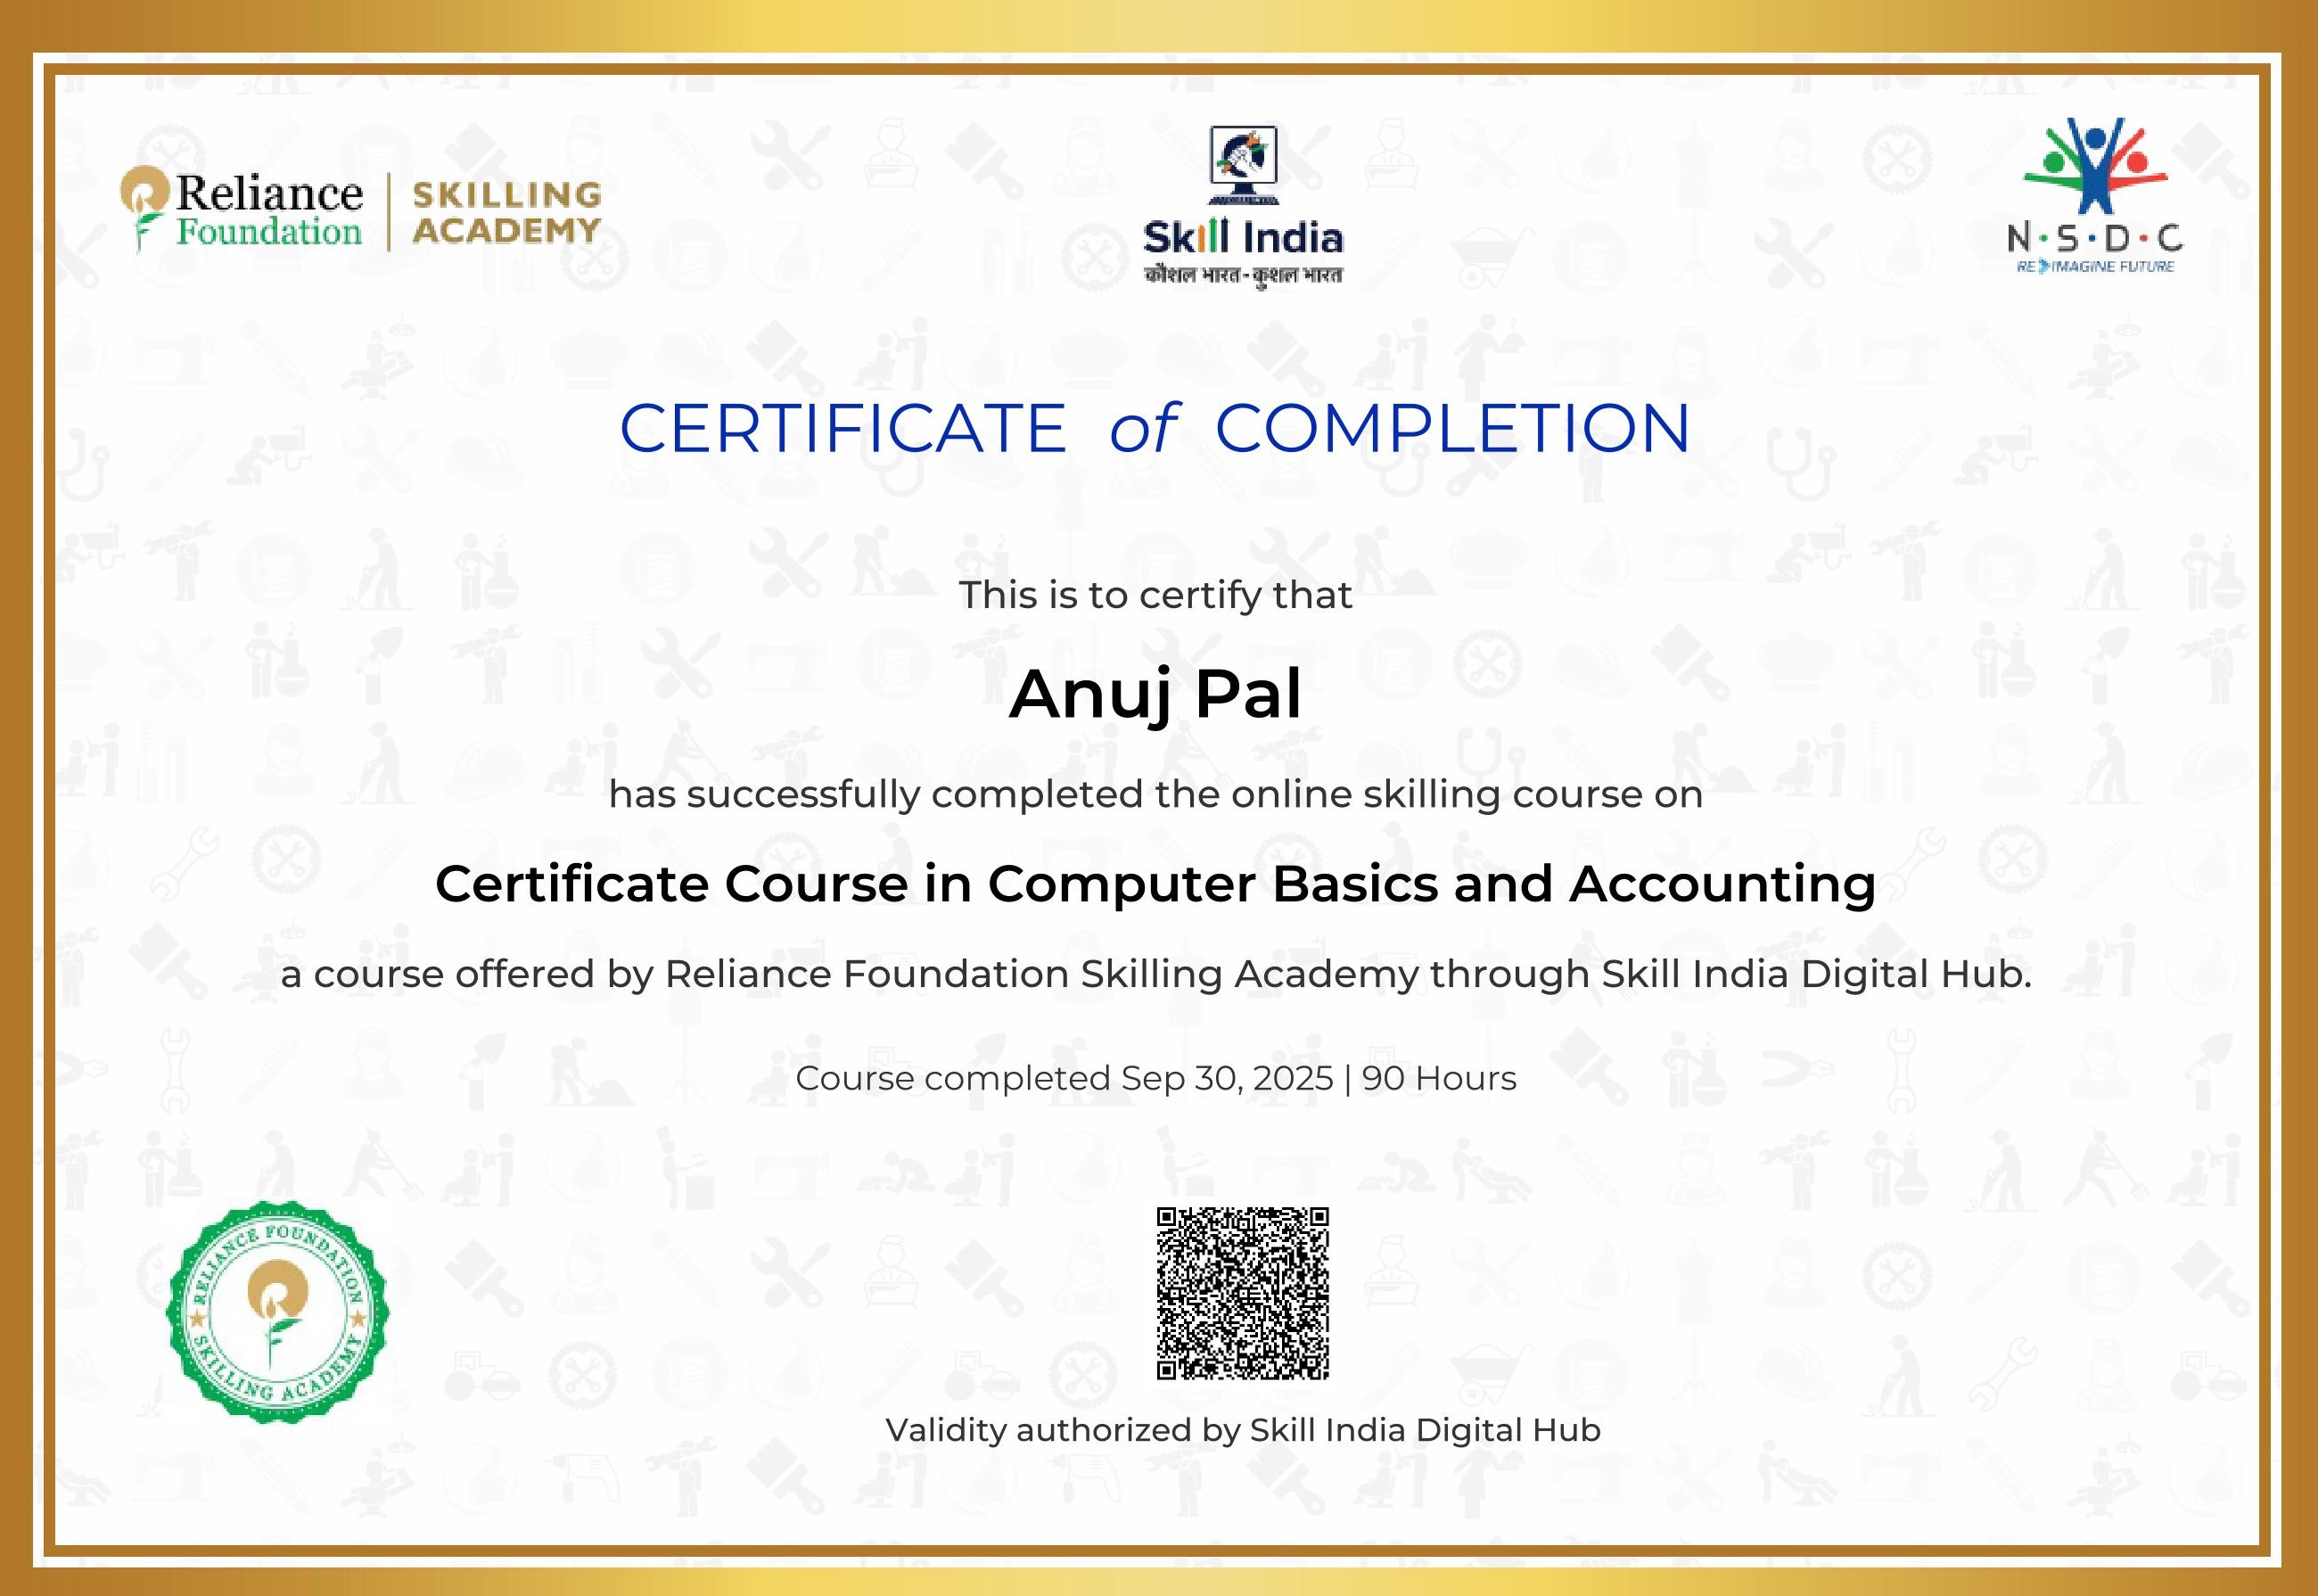 Reliance
Foundation
SKILLING
ACADEMY
Skill India
कौशल भारत - कुशल भारत
N·S·D·C
RE IMAGINE FUTURE
CERTIFICATE of COMPLETION
This is to certify that
Anuj Pal
has successfully completed the online skilling course on
Certificate Course in Computer Basics and Accounting
a course offered by Reliance Foundation Skilling Academy through Skill India Digital Hub.
Course completed Sep 30, 2025 | 90 Hours
RELIANCE FOUNDATION
SKILLING ACADEMY
Validity authorized by Skill India Digital Hub